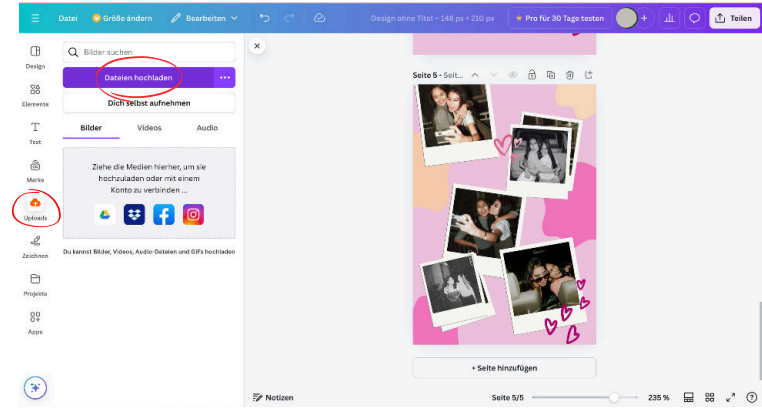 Datei Größe ändern Bearbeiten Design ohne Titel – 148 px × 210 px Pro für 30 Tage testen Teilen
Design
Elemente
Text
Marke
Uploads
Zeichnen
Projekte
Apps
Bilder suchen
Dateien hochladen
Dich selbst aufnehmen
Bilder Videos Audio
Ziehe die Medien hierher, um sie
hochzuladen oder mit einem
Konto zu verbinden ...
Du kannst Bilder, Videos, Audio-Dateien und GIFs hochladen
Seite 5 - Seit...
+ Seite hinzufügen
Notizen Seite 5/5 235 %